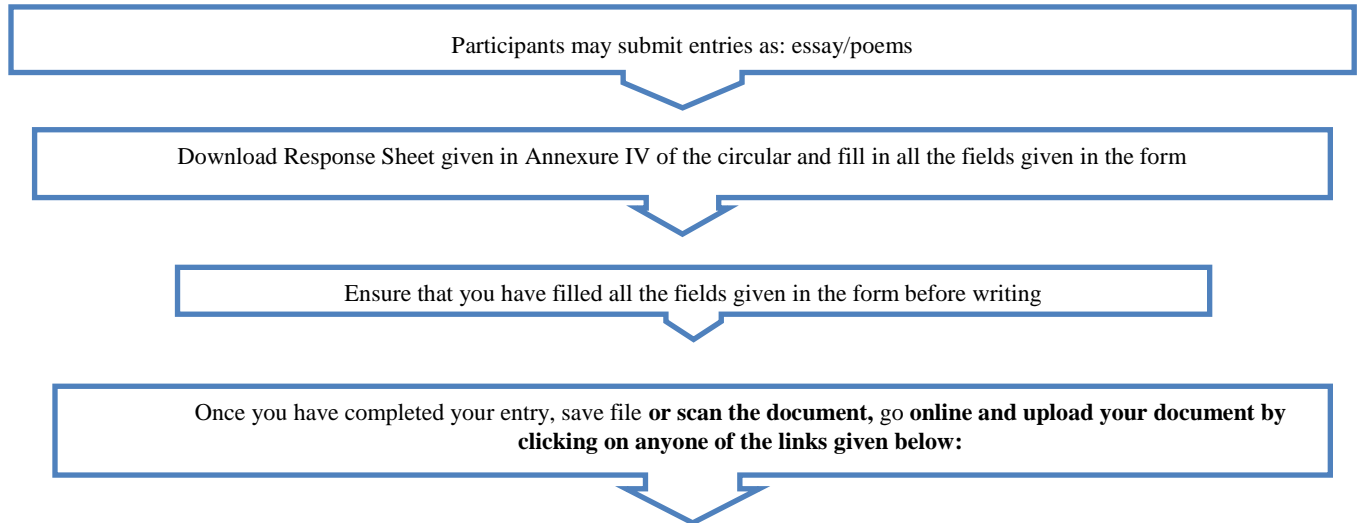 Participants may submit entries as: essay/poems
Download Response Sheet given in Annexure IV of the circular and fill in all the fields given in the form
Ensure that you have filled all the fields given in the form before writing
Once you have completed your entry, save file or scan the document, go online and upload your document by
clicking on anyone of the links given below: